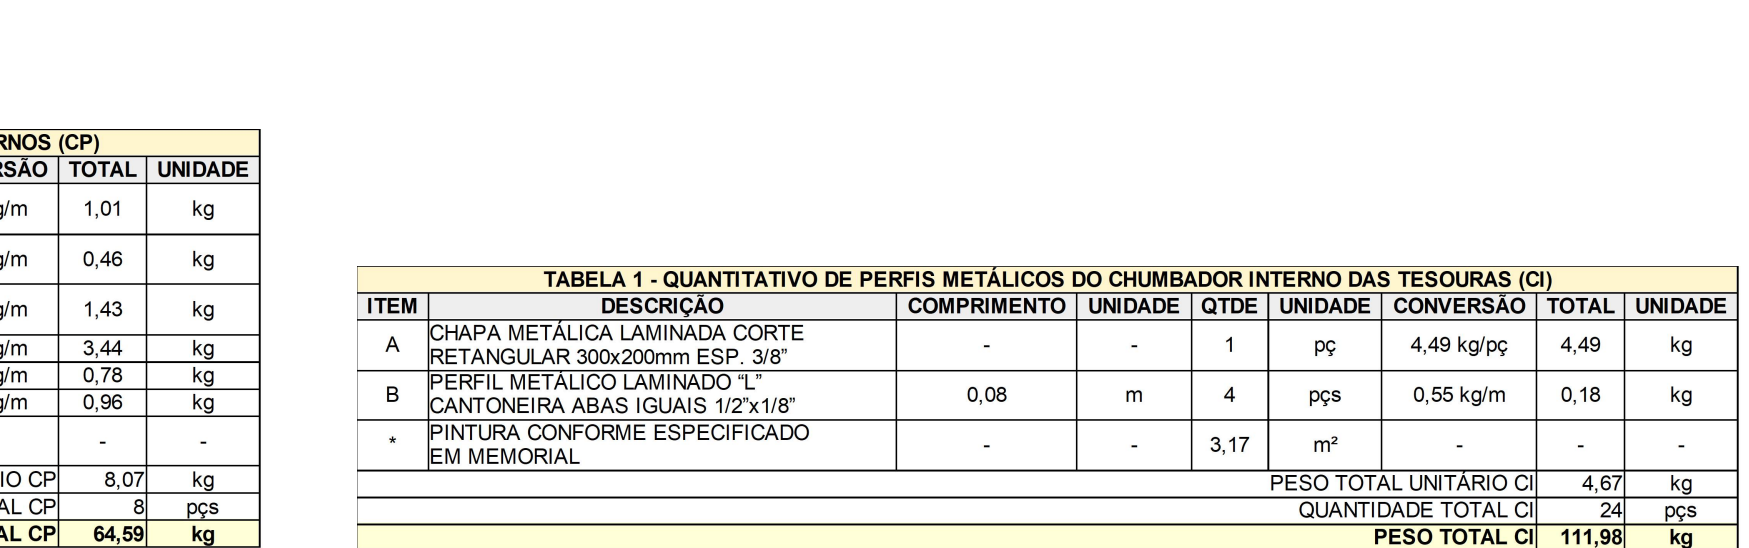 RNOS (CP)
RSÃO TOTAL UNIDADE
g/m 1,01 kg
g/m 0,46 kg
g/m 1,43 kg
g/m 3,44 kg
g/m 0,78 kg
g/m 0,96 kg
- -
IO CP 8,07 kg
AL CP 8 pçs
AL CP 64,59 kg
TABELA 1 - QUANTITATIVO DE PERFIS METÁLICOS DO CHUMBADOR INTERNO DAS TESOURAS (CI)
ITEM DESCRIÇÃO COMPRIMENTO UNIDADE QTDE UNIDADE CONVERSÃO TOTAL UNIDADE
A CHAPA METÁLICA LAMINADA CORTE
RETANGULAR 300x200mm ESP. 3/8” - - 1 pç 4,49 kg/pç 4,49 kg
B PERFIL METÁLICO LAMINADO “L”
CANTONEIRA ABAS IGUAIS 1/2”x1/8” 0,08 m 4 pçs 0,55 kg/m 0,18 kg
* PINTURA CONFORME ESPECIFICADO
EM MEMORIAL - - 3,17 m² - - -
PESO TOTAL UNITÁRIO CI 4,67 kg
QUANTIDADE TOTAL CI 24 pçs
PESO TOTAL CI 111,98 kg